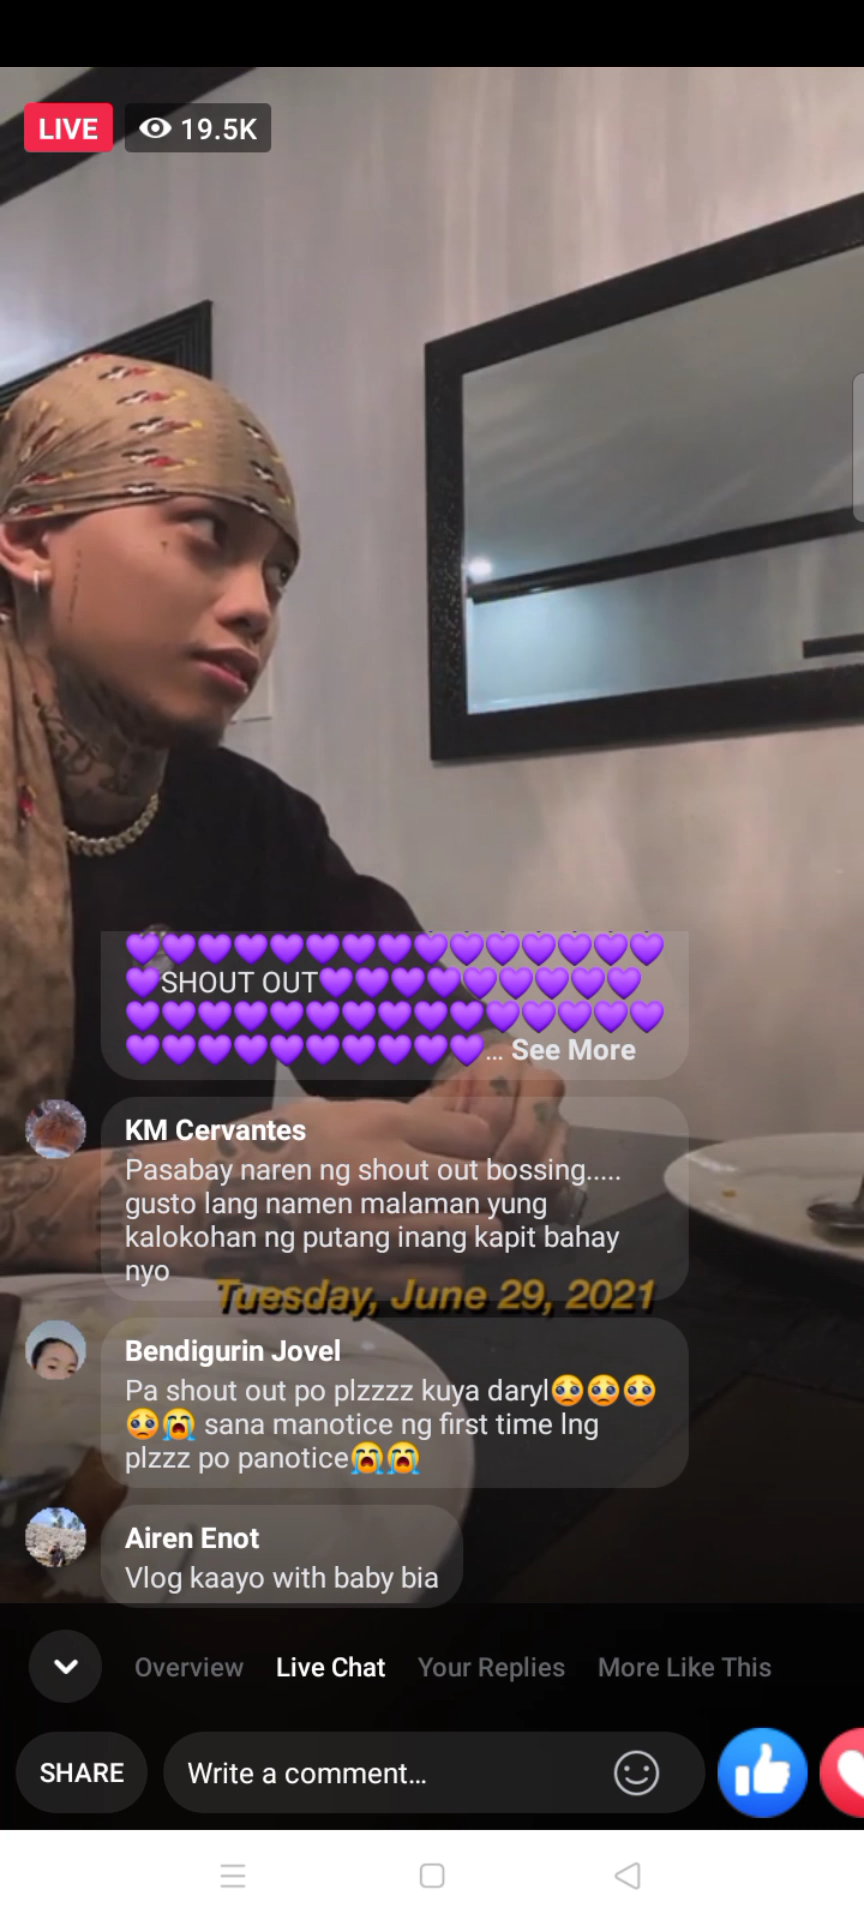 LIVE 19.5K
💜💜💜💜💜💜💜💜💜💜💜💜💜💜💜
💜SHOUT OUT💜💜💜💜💜💜💜💜💜
💜💜💜💜💜💜💜💜💜💜💜💜💜💜💜
💜💜💜💜💜💜💜💜💜💜... See More
KM Cervantes
Pasabay naren ng shout out bossing.....
gusto lang namen malaman yung
kalokohan ng putang inang kapit bahay
nyo
Tuesday, June 29, 2021
Bendigurin Jovel
Pa shout out po plzzzz kuya daryl🥺🥺🥺
🥺😭 sana manotice ng first time lng
plzzz po panotice😭😭
Airen Enot
Vlog kaayo with baby bia
Overview Live Chat Your Replies More Like This
SHARE Write a comment...